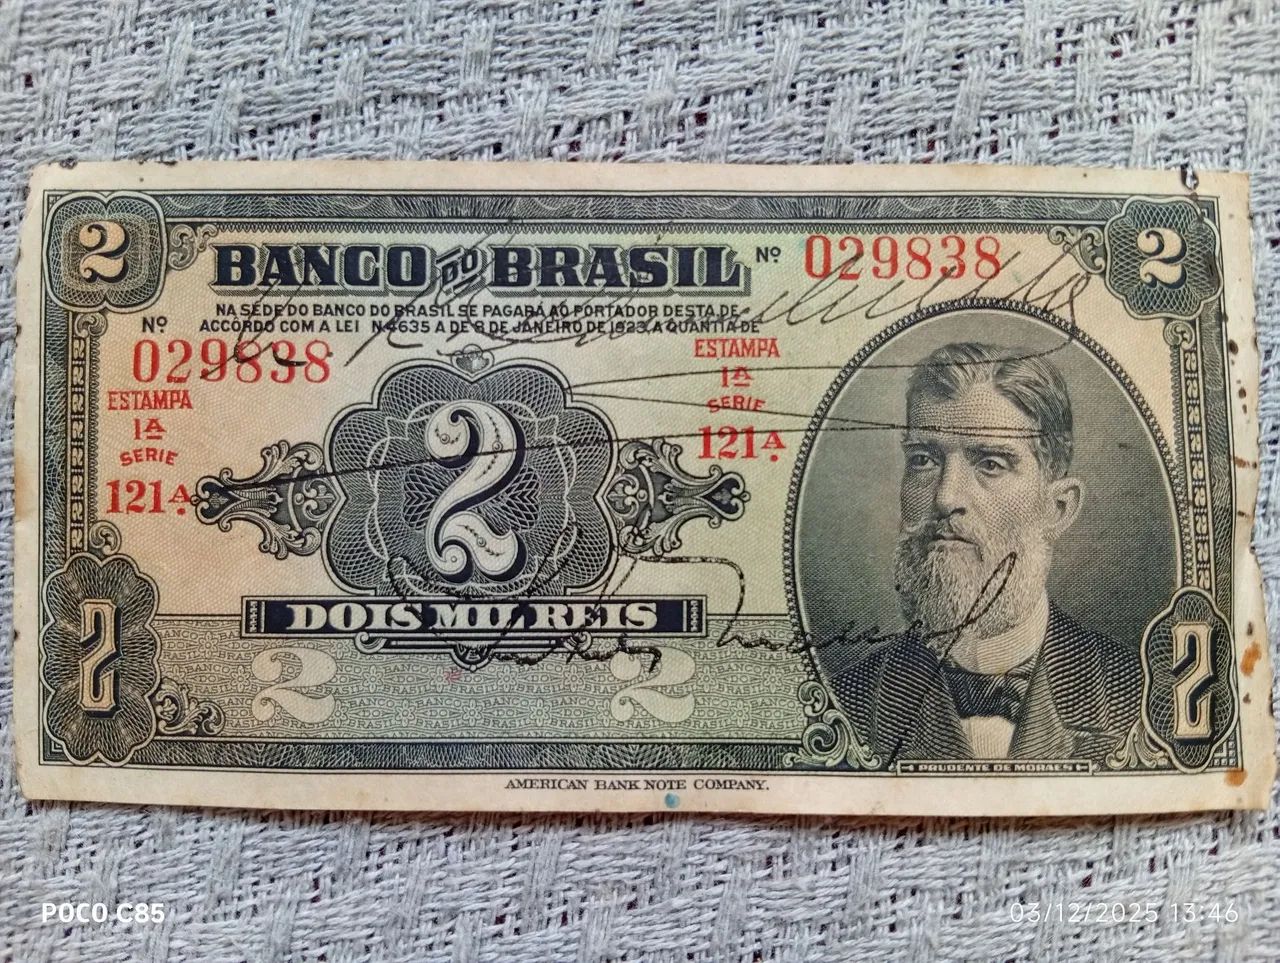 2
2
BANCO DO BRASIL
Nº 029838
NA SÉDE DO BANCO DO BRASIL SE PAGARÁ AO PORTADOR DESTA, DE
ACCÔRDO COM A LEI N. 4635 A DE 8 DE JANEIRO DE 1923, A QUANTIA DE
Nº
029838
ESTAMPA
1A
SERIE
121A.
ESTAMPA
1A
SERIE
121A.
2
DOIS MIL REIS
2
2
2
2
PRUDENTE DE MORAES
AMERICAN BANK NOTE COMPANY.
POCO C85
03/12/2025 13:46